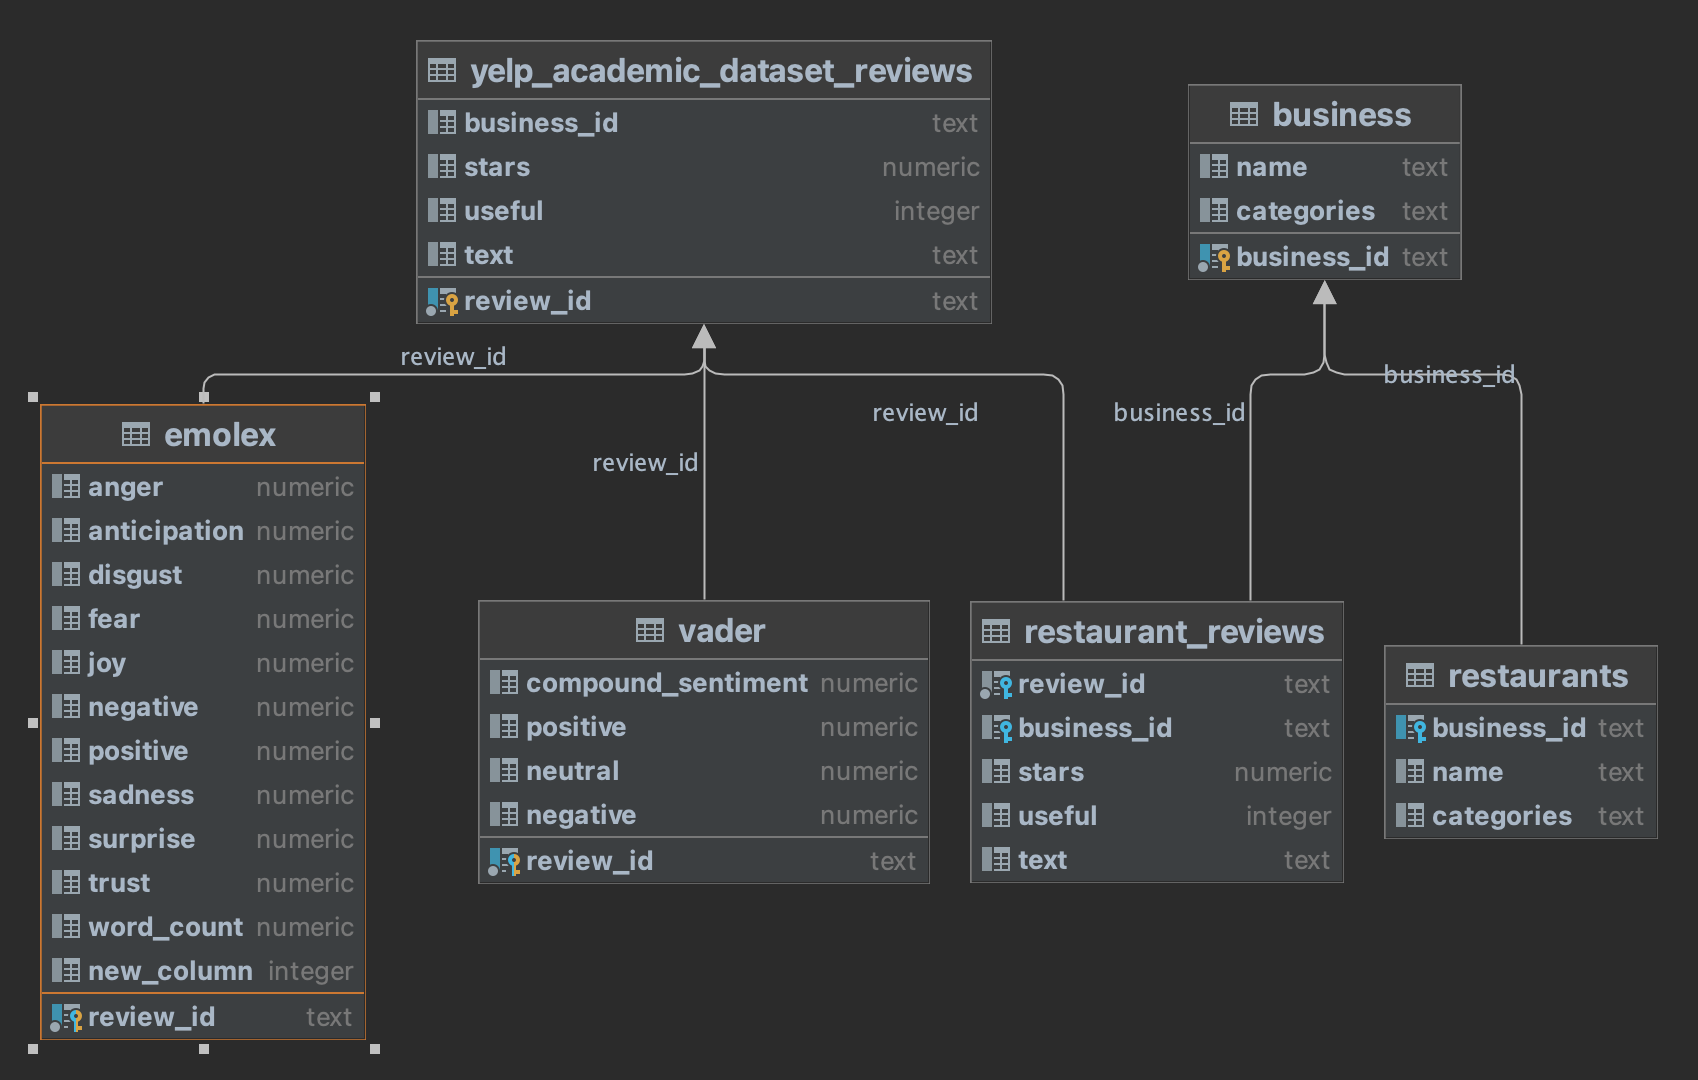 yelp_academic_dataset_reviews
business_id text
stars numeric
useful integer
text text
review_id text
business
name text
categories text
business_id text
review_id
review_id
review_id
business_id
business_id
emolex
anger numeric
anticipation numeric
disgust numeric
fear numeric
joy numeric
negative numeric
positive numeric
sadness numeric
surprise numeric
trust numeric
word_count numeric
new_column integer
review_id text
vader
compound_sentiment numeric
positive numeric
neutral numeric
negative numeric
review_id text
restaurant_reviews
review_id text
business_id text
stars numeric
useful integer
text text
restaurants
business_id text
name text
categories text